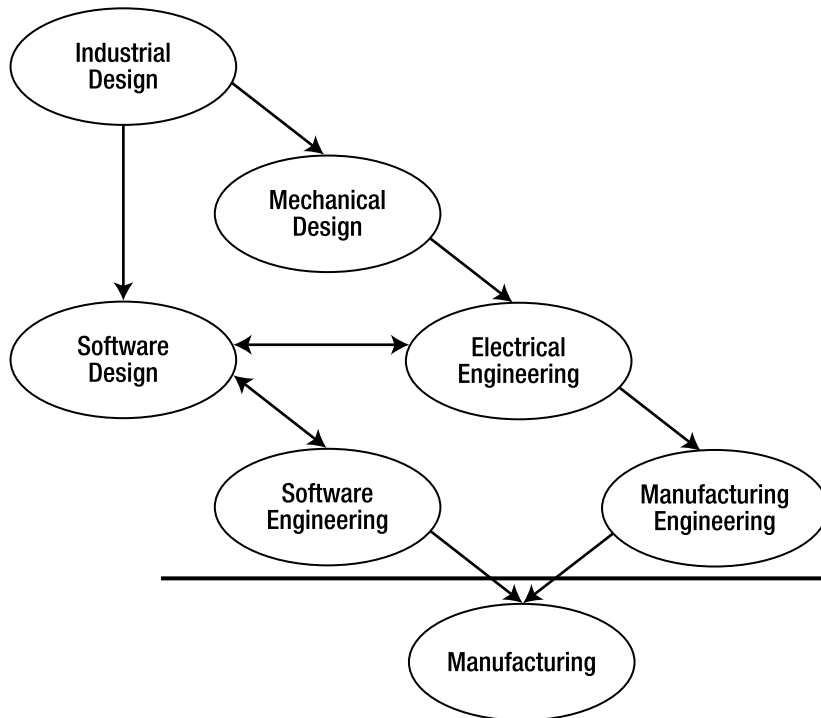 Industrial
Design
Mechanical
Design
Software
Design
Electrical
Engineering
Software
Engineering
Manufacturing
Engineering
Manufacturing